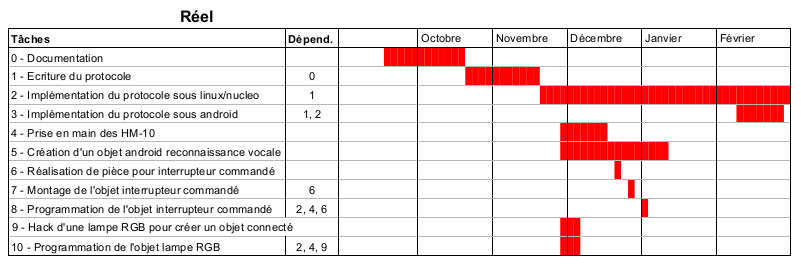 Réel
Tâches Dépend. Octobre Novembre Décembre Janvier Février
0 - Documentation
1 - Ecriture du protocole 0
2 - Implémentation du protocole sous linux/nucleo 1
3 - Implémentation du protocole sous android 1, 2
4 - Prise en main des HM-10
5 - Création d'un objet android reconnaissance vocale
6 - Réalisation de pièce pour interrupteur commandé
7 - Montage de l'objet interrupteur commandé 6
8 - Programmation de l'objet interrupteur commandé 2, 4, 6
9 - Hack d'une lampe RGB pour créer un objet connecté
10 - Programmation de l'objet lampe RGB 2, 4, 9